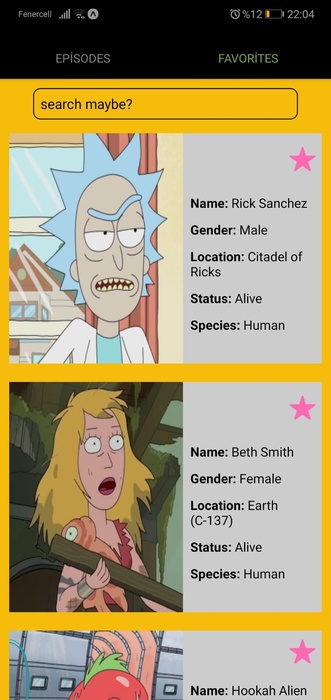 Fenercell %12 22:04
EPİSODES FAVORİTES
search maybe?
Name: Rick Sanchez
Gender: Male
Location: Citadel of
Ricks
Status: Alive
Species: Human
Name: Beth Smith
Gender: Female
Location: Earth
(C-137)
Status: Alive
Species: Human
Name: Hookah Alien